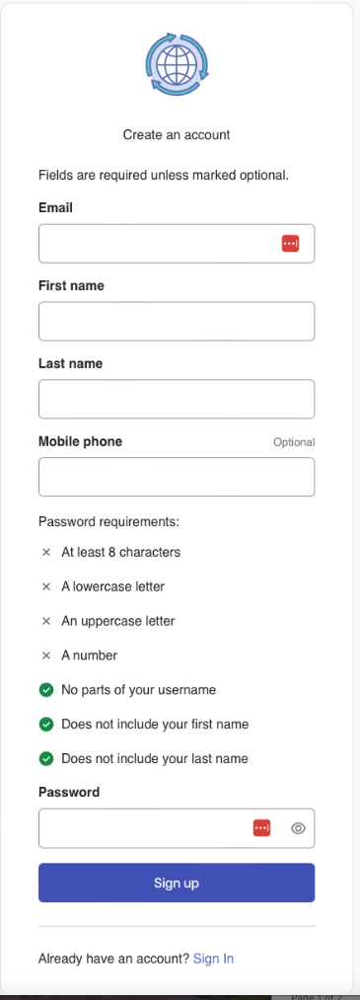 Create an account
Fields are required unless marked optional.
Email
First name
Last name
Mobile phone Optional
Password requirements:
At least 8 characters
A lowercase letter
An uppercase letter
A number
No parts of your username
Does not include your first name
Does not include your last name
Password
Sign up
Already have an account? Sign In
Page 1 of 2